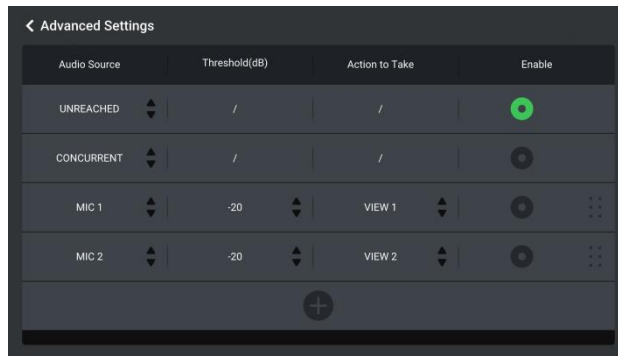 Advanced Settings
Audio Source Threshold(dB) Action to Take Enable
UNREACHED / /
CONCURRENT / /
MIC 1 -20 VIEW 1
MIC 2 -20 VIEW 2